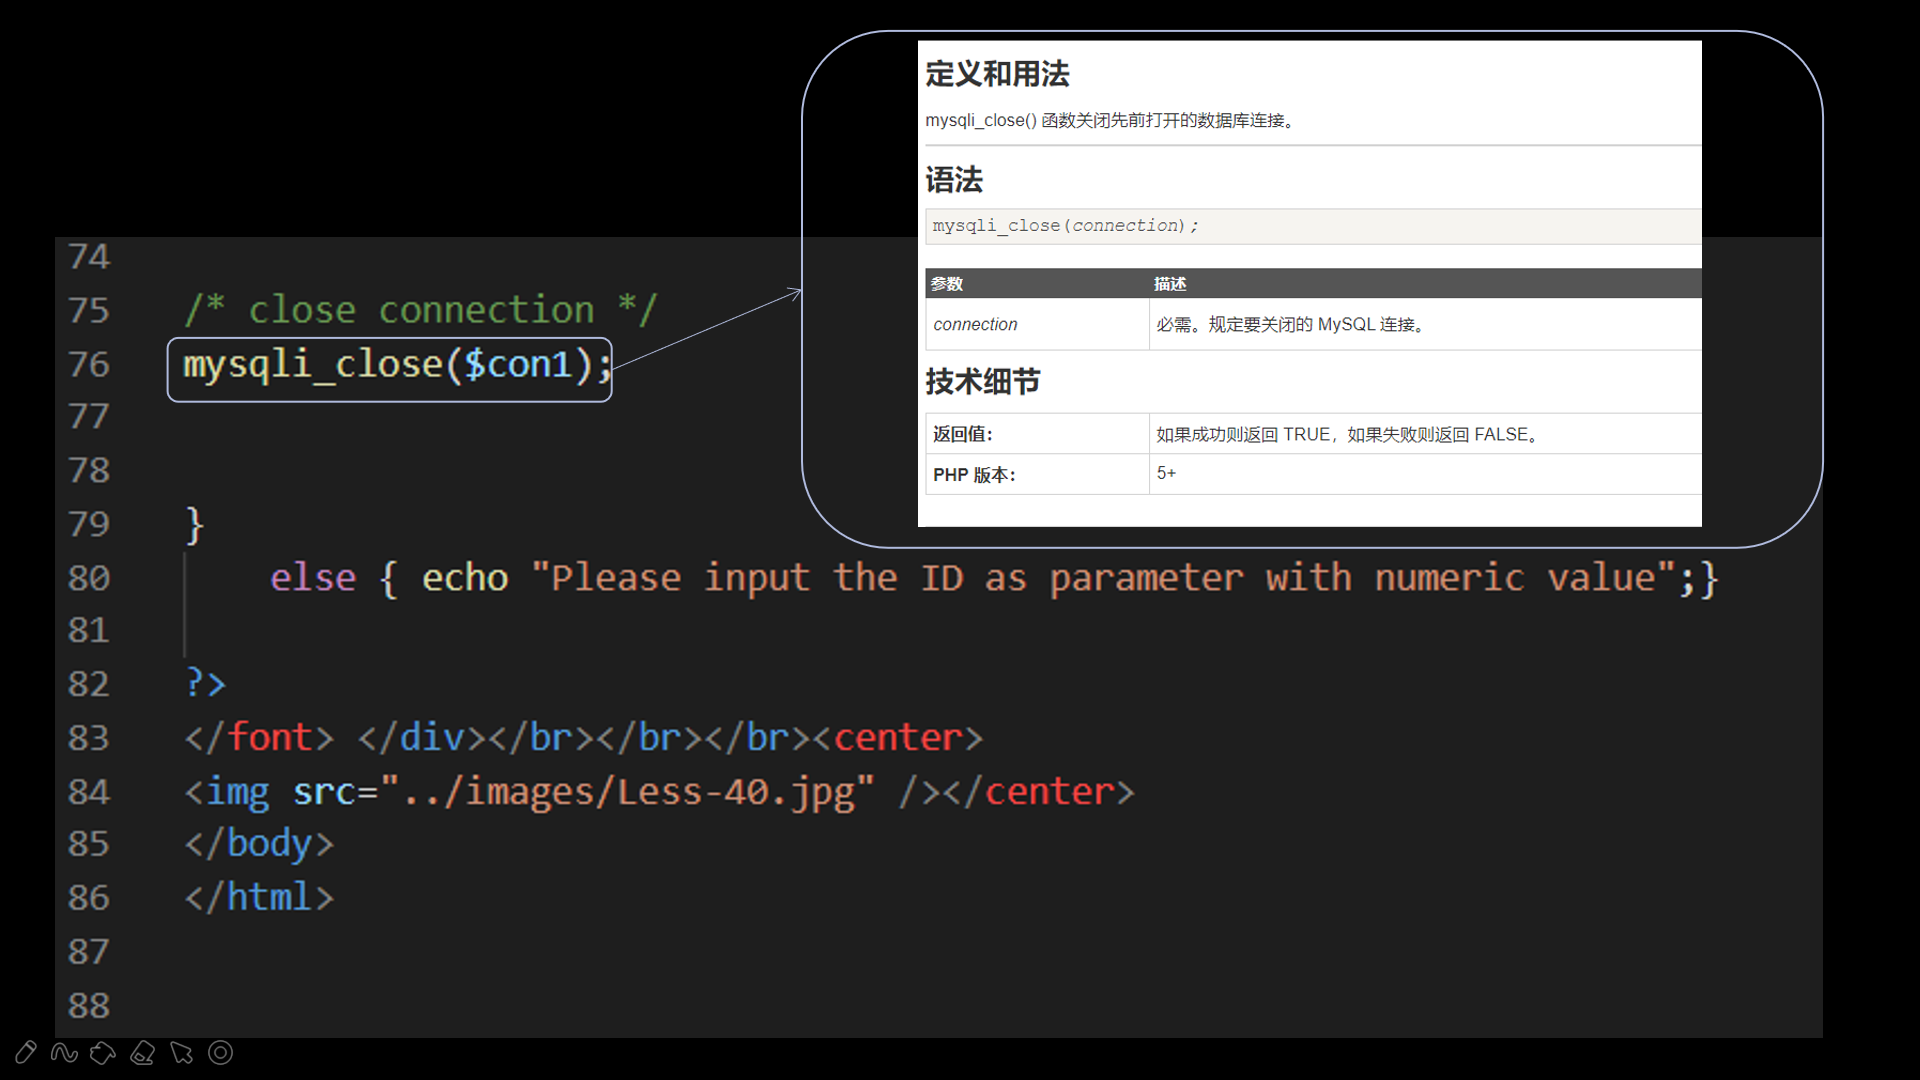 定义和用法
mysqli_close() 函数关闭先前打开的数据库连接。
语法
mysqli_close(connection);
参数 描述
connection 必需。规定要关闭的 MySQL 连接。
技术细节
返回值： 如果成功则返回 TRUE，如果失败则返回 FALSE。
PHP 版本： 5+
74
75 /* close connection */
76 mysqli_close($con1);
77
78
79 }
80 else { echo "Please input the ID as parameter with numeric value";}
81
82 ?>
83 </font> </div></br></br></br><center>
84 <img src="../images/Less-40.jpg" /></center>
85 </body>
86 </html>
87
88